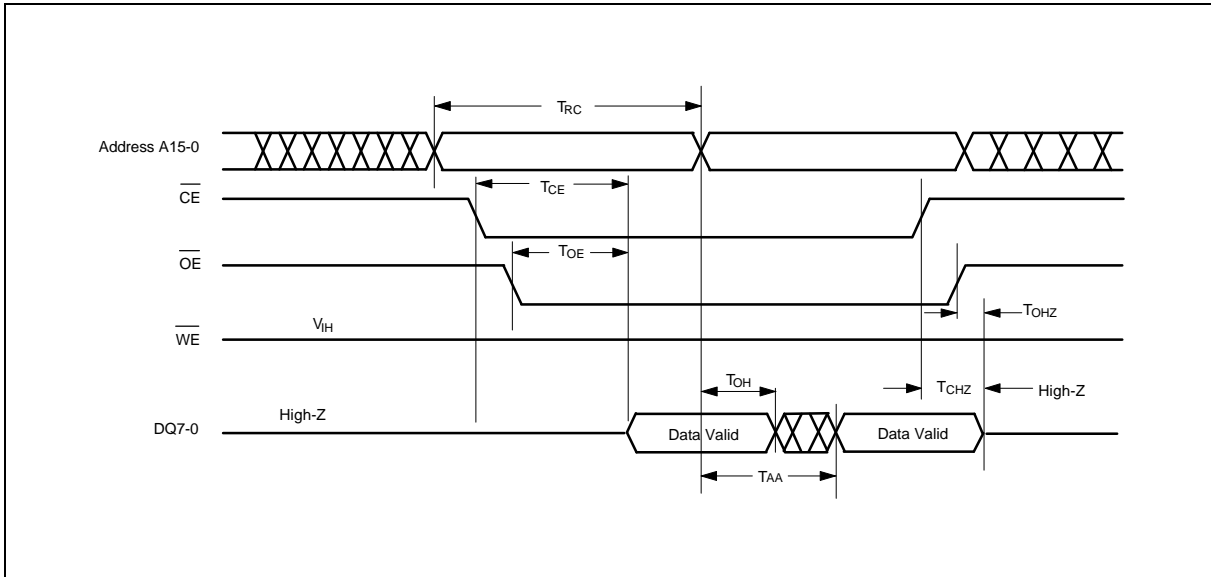 TRC
Address A15-0
TCE
CE
TOE
OE
TOHZ
VIH
WE
TOH
TCHZ
High-Z
High-Z
DQ7-0
Data Valid
Data Valid
TAA